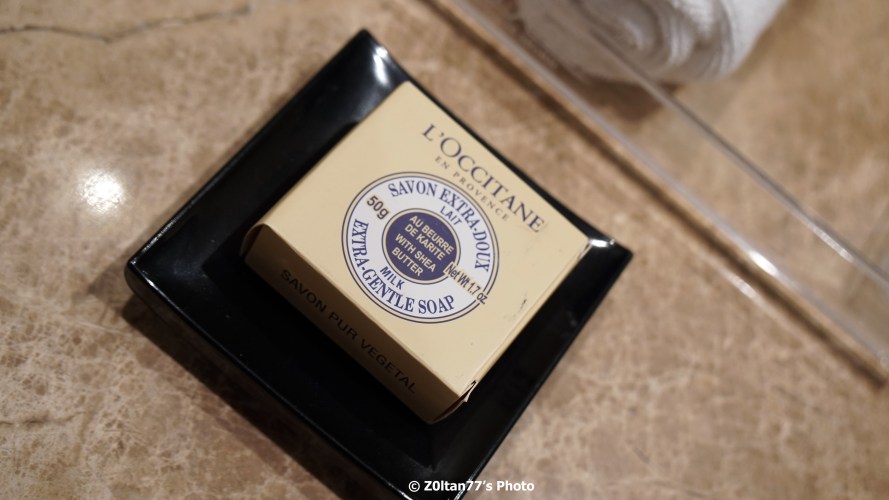 L'OCCITANE
EN PROVENCE
SAVON EXTRA-DOUX
LAIT
50g
AU BEURRE
DE KARITE
WITH SHEA
BUTTER
Net Wt 1.7 oz
MILK
EXTRA-GENTLE SOAP
SAVON PUR VEGETAL
© Z0ltan77's Photo